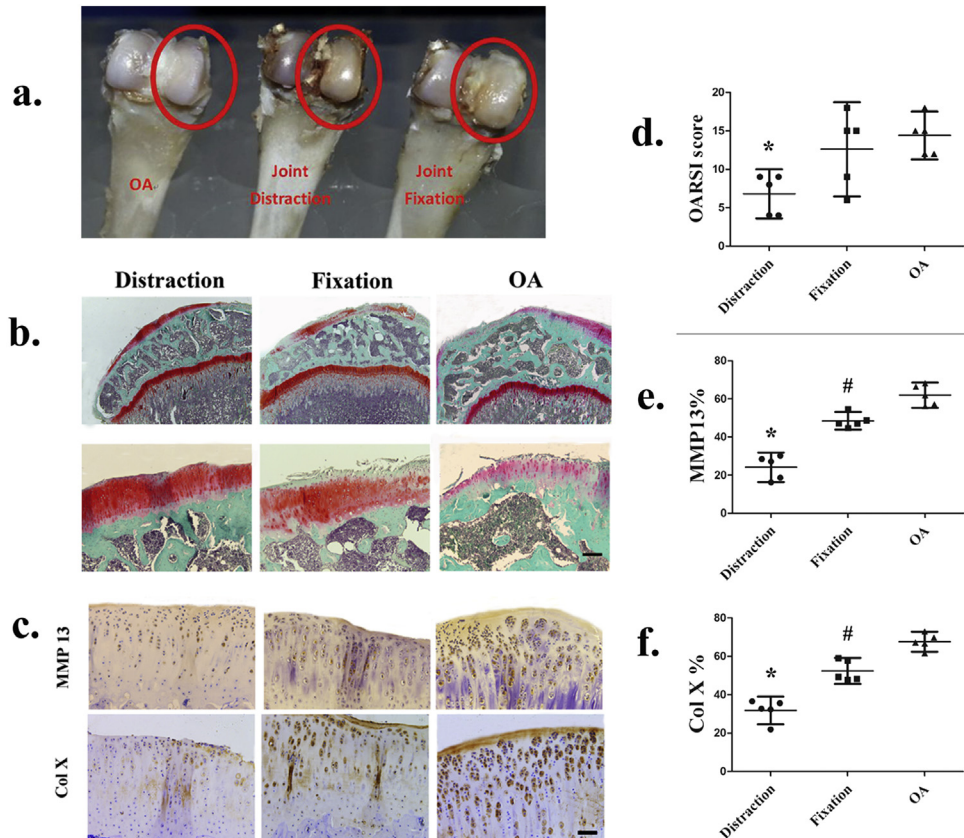 a.
OA
Joint
Distraction
Joint
Fixation
Distraction
Fixation
OA
b.
c.
MMP 13
Col X
d.
OARSI score
20
15
10
5
0
*
Distraction
Fixation
OA
e.
MMP13%
80
60
40
20
0
*
#
Distraction
Fixation
OA
f.
Col X %
80
60
40
20
0
*
#
Distraction
Fixation
OA